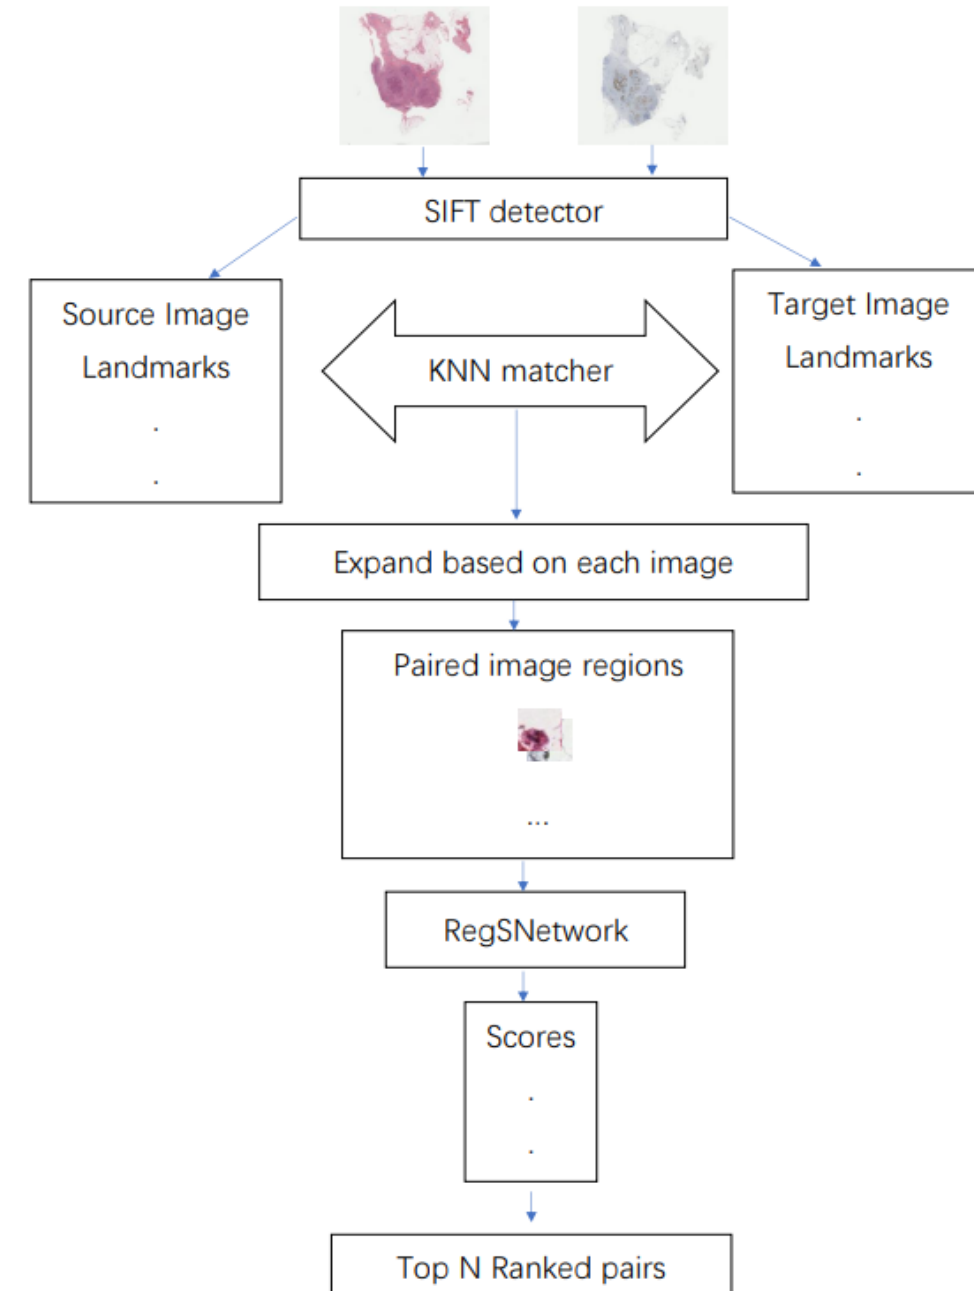 SIFT detector
Source Image
Landmarks
.
.
KNN matcher
Target Image
Landmarks
.
.
Expand based on each image
Paired image regions
...
RegSNetwork
Scores
.
.
Top N Ranked pairs